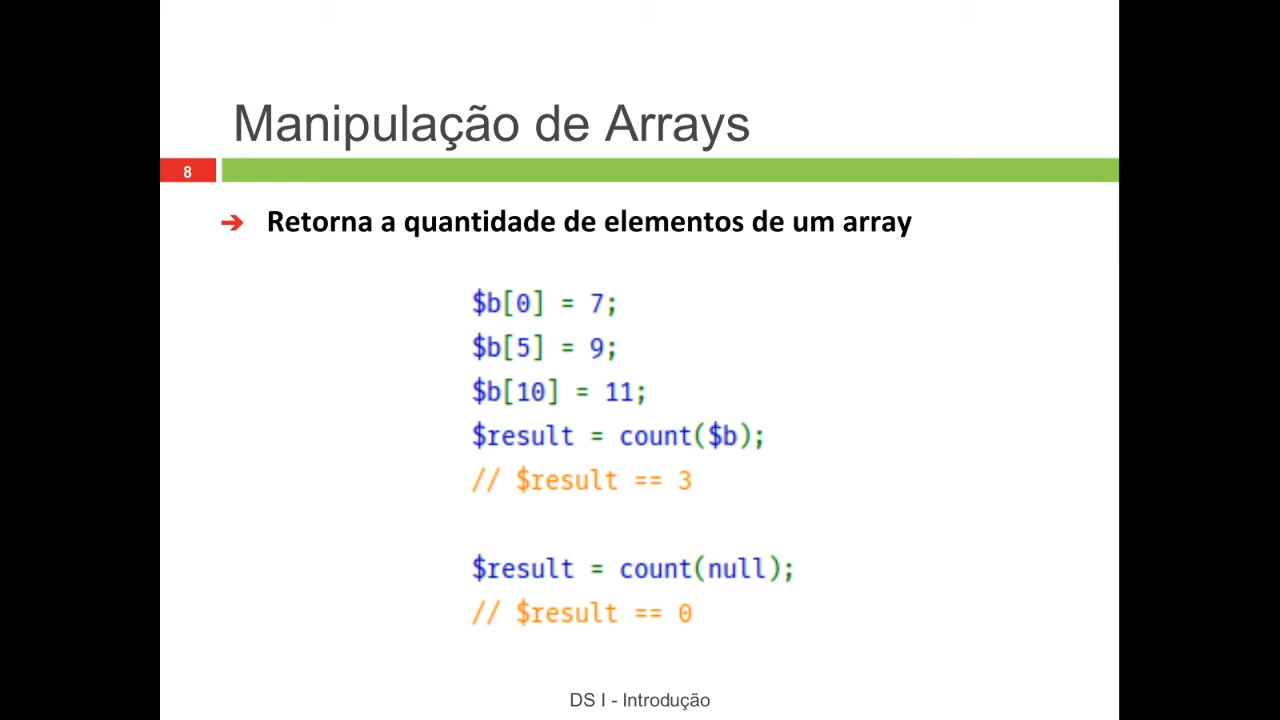 Manipulação de Arrays
8
➔ Retorna a quantidade de elementos de um array
$b[0] = 7;
$b[5] = 9;
$b[10] = 11;
$result = count($b);
// $result == 3
$result = count(null);
// $result == 0
DS I - Introdução